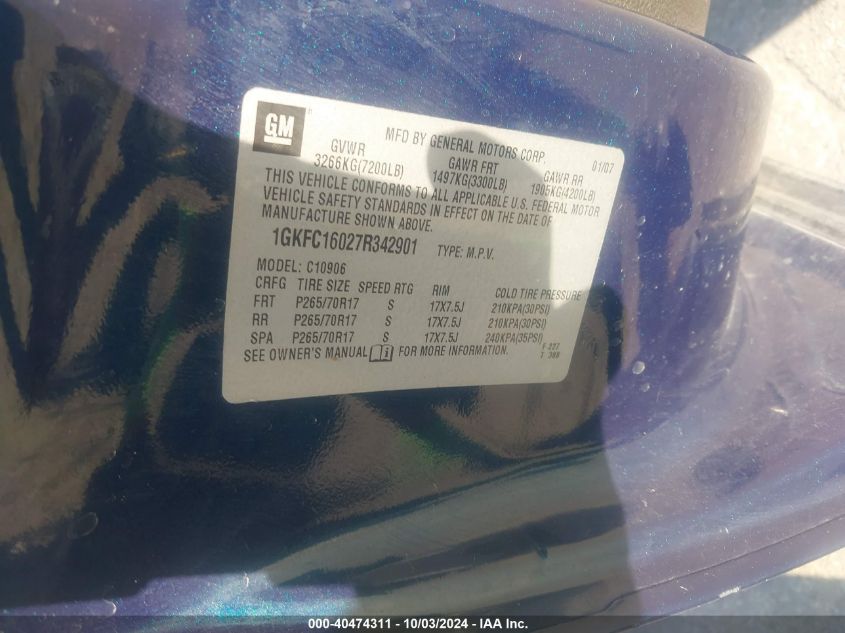 GM ®
MFD BY GENERAL MOTORS CORP. 01/07
GVWR GAWR FRT GAWR RR
3266KG(7200LB) 1497KG(3300LB) 1905KG(4200LB)
THIS VEHICLE CONFORMS TO ALL APPLICABLE U.S. FEDERAL MOTOR
VEHICLE SAFETY STANDARDS IN EFFECT ON THE DATE OF
MANUFACTURE SHOWN ABOVE.
1GKFC16027R342901 TYPE: M.P.V.
MODEL: C10906
CRFG TIRE SIZE SPEED RTG RIM COLD TIRE PRESSURE
FRT P265/70R17 S 17X7.5J 210KPA(30PSI)
RR P265/70R17 S 17X7.5J 210KPA(30PSI)
SPA P265/70R17 S 17X7.5J 240KPA(35PSI)
SEE OWNER'S MANUAL i FOR MORE INFORMATION.
F 227
T 388
000-40474311 - 10/03/2024 - IAA Inc.